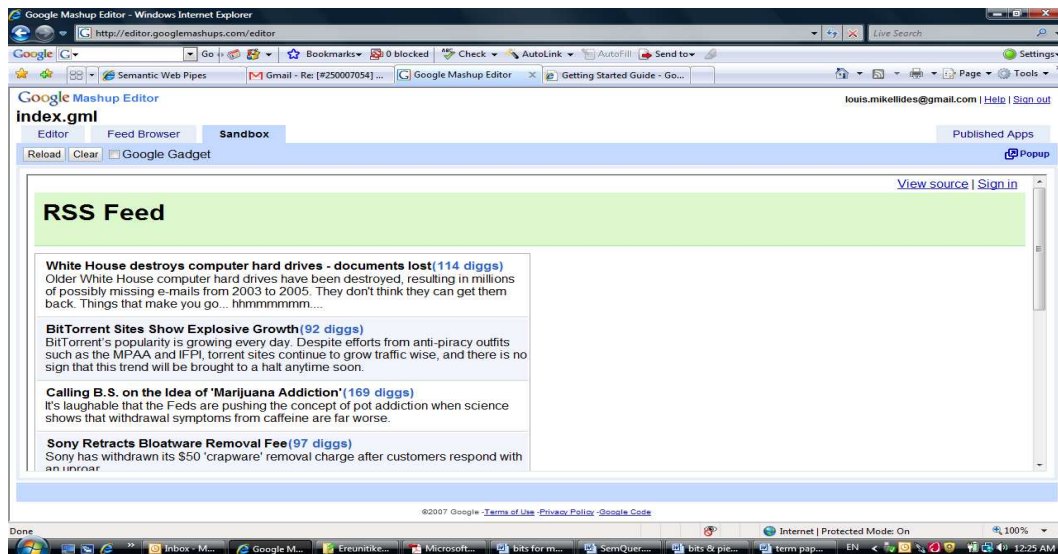 Google Mashup Editor - Windows Internet Explorer
http://editor.googlemashups.com/editor
Live Search
Google G Go Bookmarks 0 blocked Check AutoLink AutoFill Send to Settings
Semantic Web Pipes Gmail - Re: [#250007054] ... Google Mashup Editor x Getting Started Guide - Go... Page Tools
Google Mashup Editor
louis.mikellides@gmail.com | Help | Sign out
index.gml
Editor Feed Browser Sandbox Published Apps
Reload Clear Google Gadget Popup
View source | Sign in
RSS Feed
White House destroys computer hard drives - documents lost(114 diggs)
Older White House computer hard drives have been destroyed, resulting in millions
of possibly missing e-mails from 2003 to 2005. They don't think they can get them
back. Things that make you go... hhmmmmmm....
BitTorrent Sites Show Explosive Growth(92 diggs)
BitTorrent's popularity is growing every day. Despite efforts from anti-piracy outfits
such as the MPAA and IFPI, torrent sites continue to grow traffic wise, and there is no
sign that this trend will be brought to a halt anytime soon.
Calling B.S. on the Idea of 'Marijuana Addiction'(169 diggs)
It's laughable that the Feds are pushing the concept of pot addiction when science
shows that withdrawal symptoms from caffeine are far worse.
Sony Retracts Bloatware Removal Fee(97 diggs)
Sony has withdrawn its $50 'crapware' removal charge after customers respond with
an uproar
©2007 Google - Terms of Use - Privacy Policy - Google Code
Done Internet | Protected Mode: On 100%
Inbox - M... Google M... Ereunitike... Microsoft... bits for m... SemQuer.... bits & pie... term pap... EN 12:25 AM